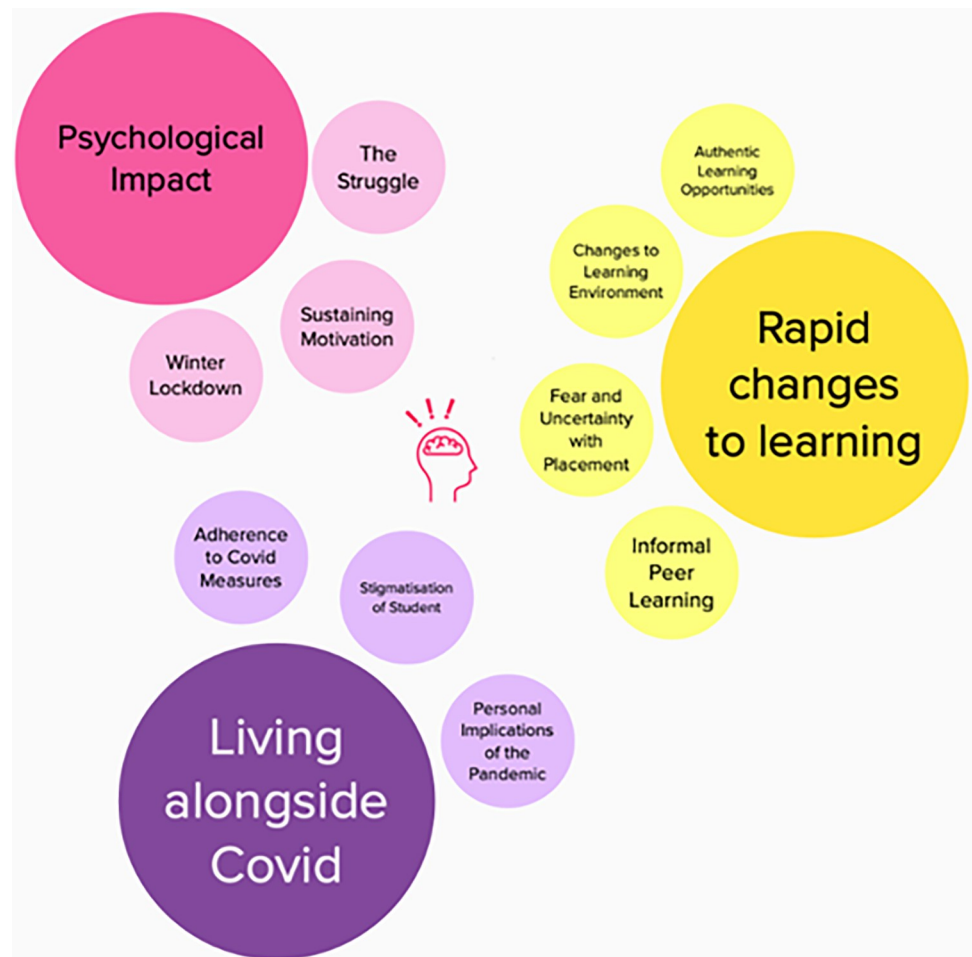 Psychological
Impact
The
Struggle
Sustaining
Motivation
Winter
Lockdown
Authentic
Learning
Opportunities
Changes to
Learning
Environment
Rapid
changes
to learning
Fear and
Uncertainty
with
Placement
Informal
Peer
Learning
Adherence
to Covid
Measures
Stigmatisation
of Student
Personal
Implications
of the
Pandemic
Living
alongside
Covid